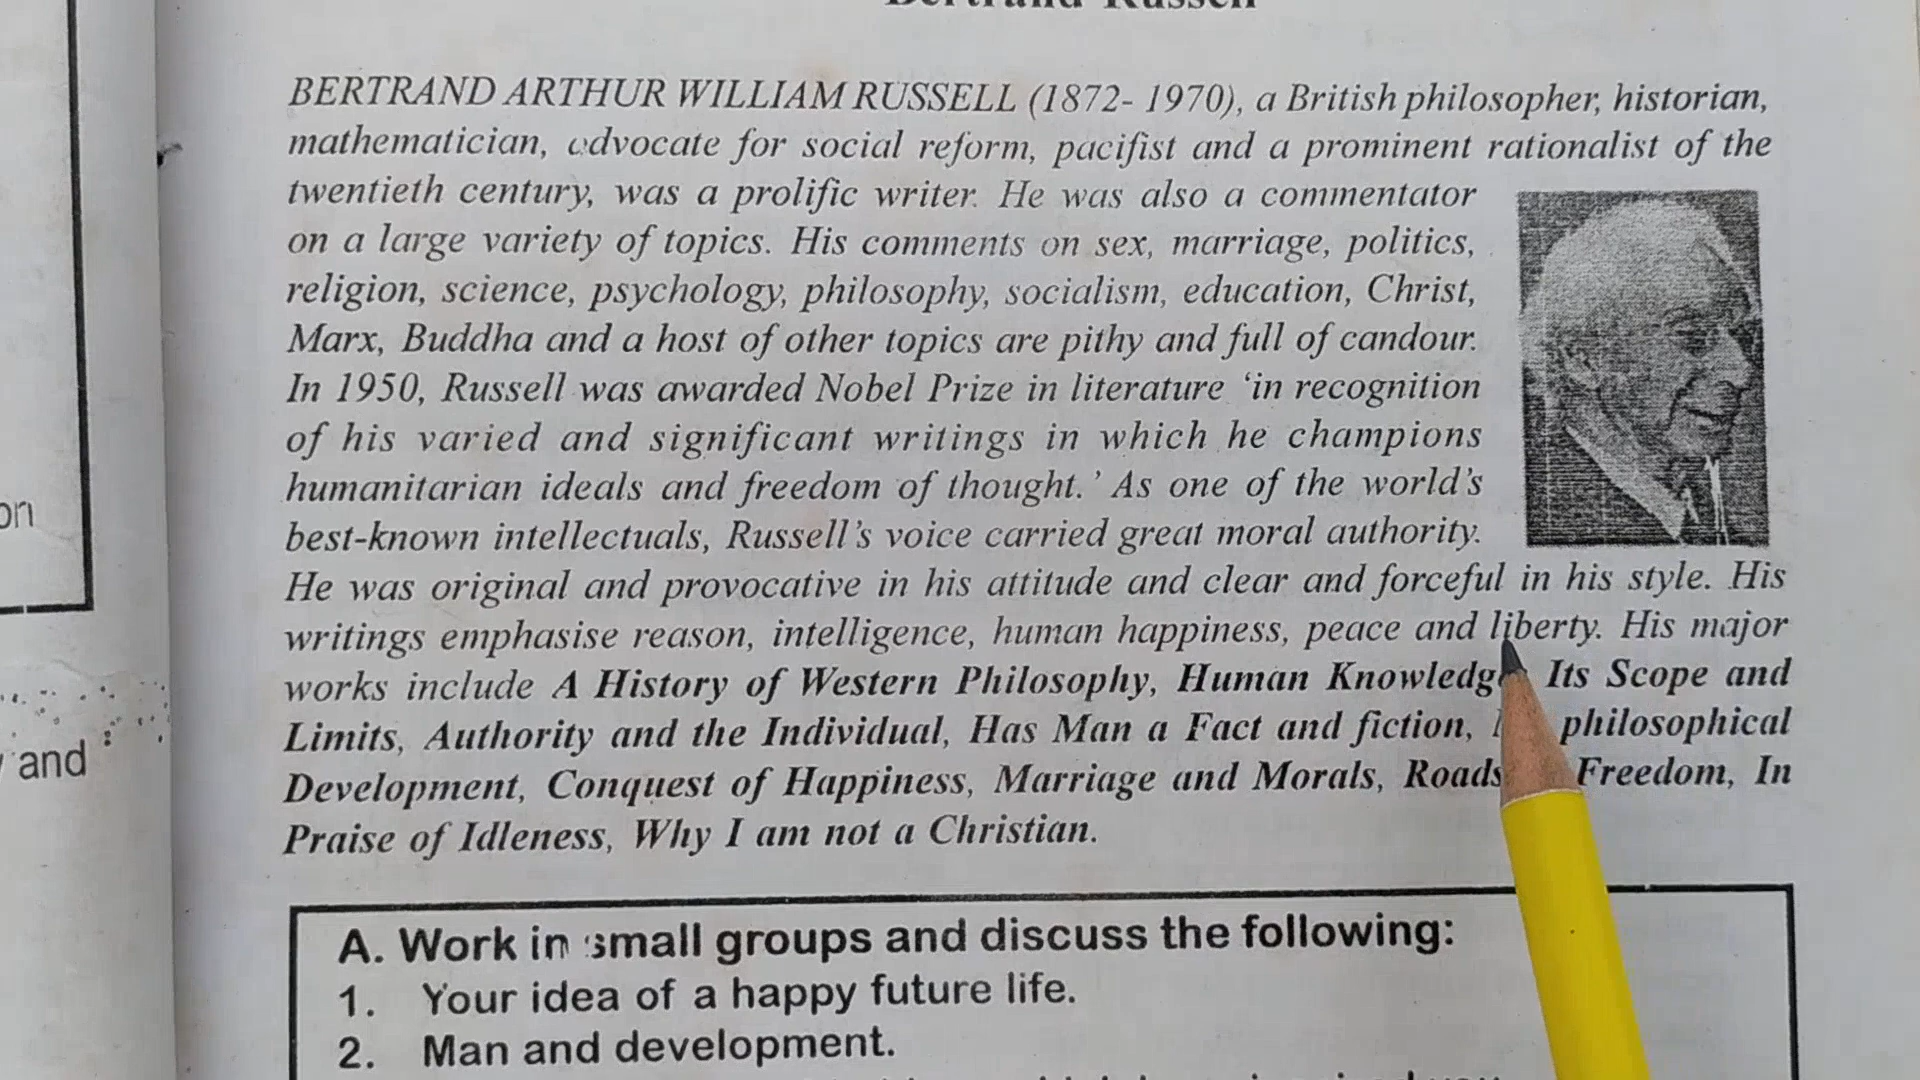 Bertrand Russell
BERTRAND ARTHUR WILLIAM RUSSELL (1872- 1970), a British philosopher, historian,
mathematician, advocate for social reform, pacifist and a prominent rationalist of the
twentieth century, was a prolific writer. He was also a commentator
on a large variety of topics. His comments on sex, marriage, politics,
religion, science, psychology, philosophy, socialism, education, Christ,
Marx, Buddha and a host of other topics are pithy and full of candour.
In 1950, Russell was awarded Nobel Prize in literature ‘in recognition
of his varied and significant writings in which he champions
humanitarian ideals and freedom of thought.’ As one of the world’s
best-known intellectuals, Russell’s voice carried great moral authority.
He was original and provocative in his attitude and clear and forceful in his style. His
writings emphasise reason, intelligence, human happiness, peace and liberty. His major
works include A History of Western Philosophy, Human Knowledge Its Scope and
Limits, Authority and the Individual, Has Man a Fact and fiction, philosophical
Development, Conquest of Happiness, Marriage and Morals, Roads Freedom, In
Praise of Idleness, Why I am not a Christian.
and
A. Work in small groups and discuss the following:
1. Your idea of a happy future life.
2. Man and development.